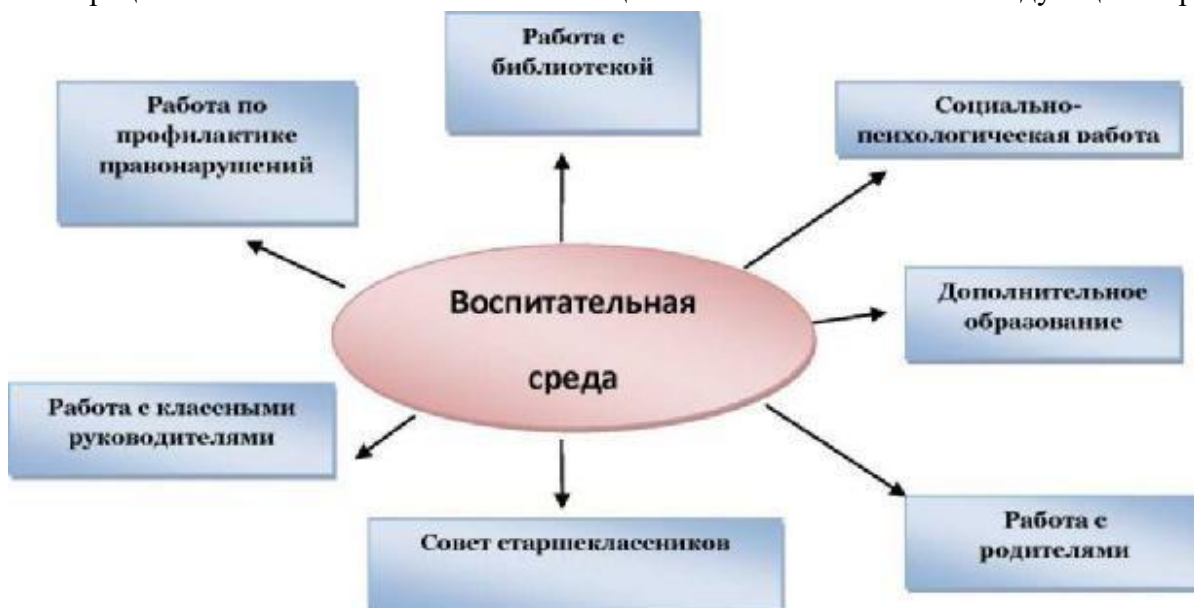 Работа с
библиотекой
Работа по
профилактике
правонарушений
Социально-
психологическая работа
Воспитательная
среда
Дополнительное
образование
Работа с классными
руководителями
Совет старшеклассников
Работа с
родителями